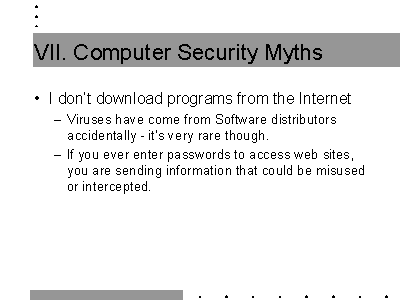 VII. Computer Security Myths
• I don't download programs from the Internet
– Viruses have come from Software distributors
accidentally - it's very rare though.
– If you ever enter passwords to access web sites,
you are sending information that could be misused
or intercepted.